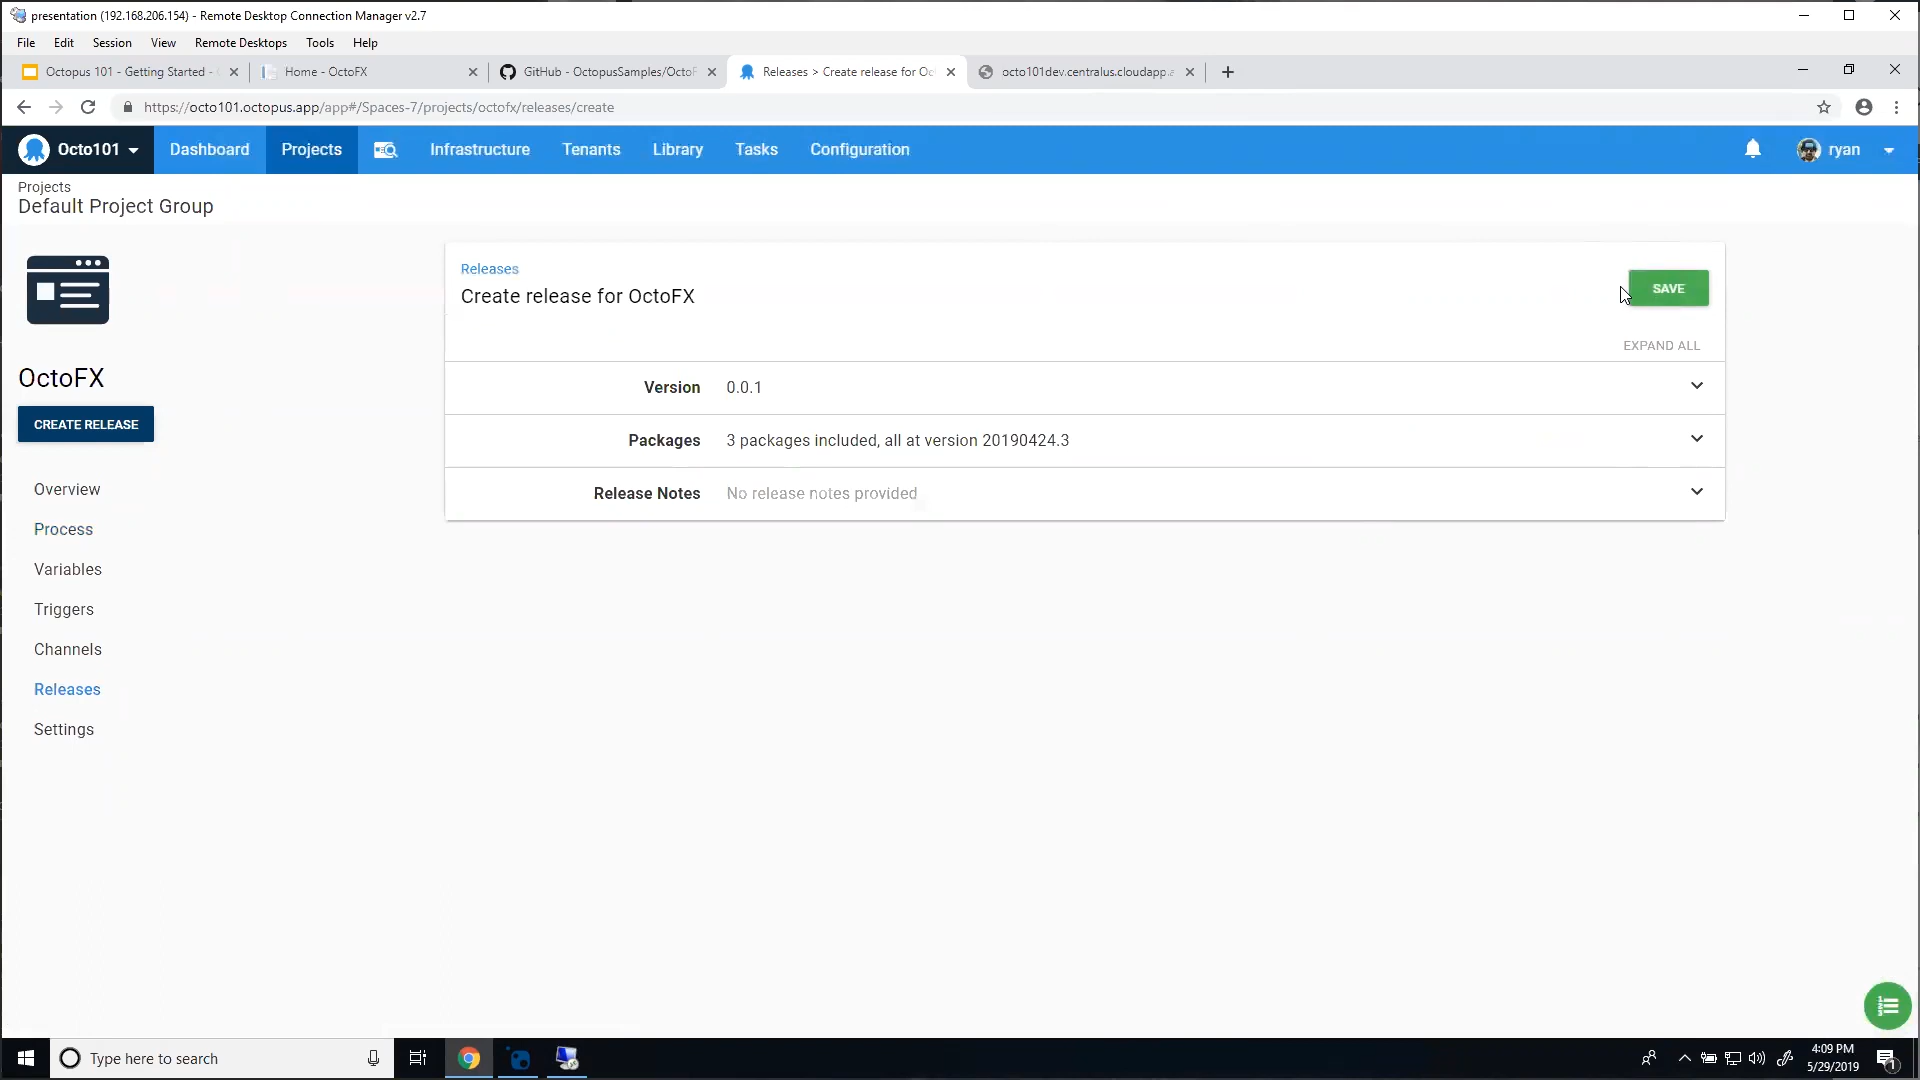 presentation (192.168.206.154) - Remote Desktop Connection Manager v2.7
File Edit Session View Remote Desktops Tools Help
Octopus 101 - Getting Started - Home - OctoFX GitHub - OctopusSamples/OctoF Releases > Create release for Oc octo101dev.centralus.cloudapp.a
https://octo101.octopus.app/app#/Spaces-7/projects/octofx/releases/create
Octo101 Dashboard Projects Infrastructure Tenants Library Tasks Configuration ryan
Projects
Default Project Group
Releases
Create release for OctoFX
SAVE
EXPAND ALL
Version 0.0.1
Packages 3 packages included, all at version 20190424.3
Release Notes No release notes provided
OctoFX
CREATE RELEASE
Overview
Process
Variables
Triggers
Channels
Releases
Settings
Type here to search
4:09 PM
5/29/2019
1